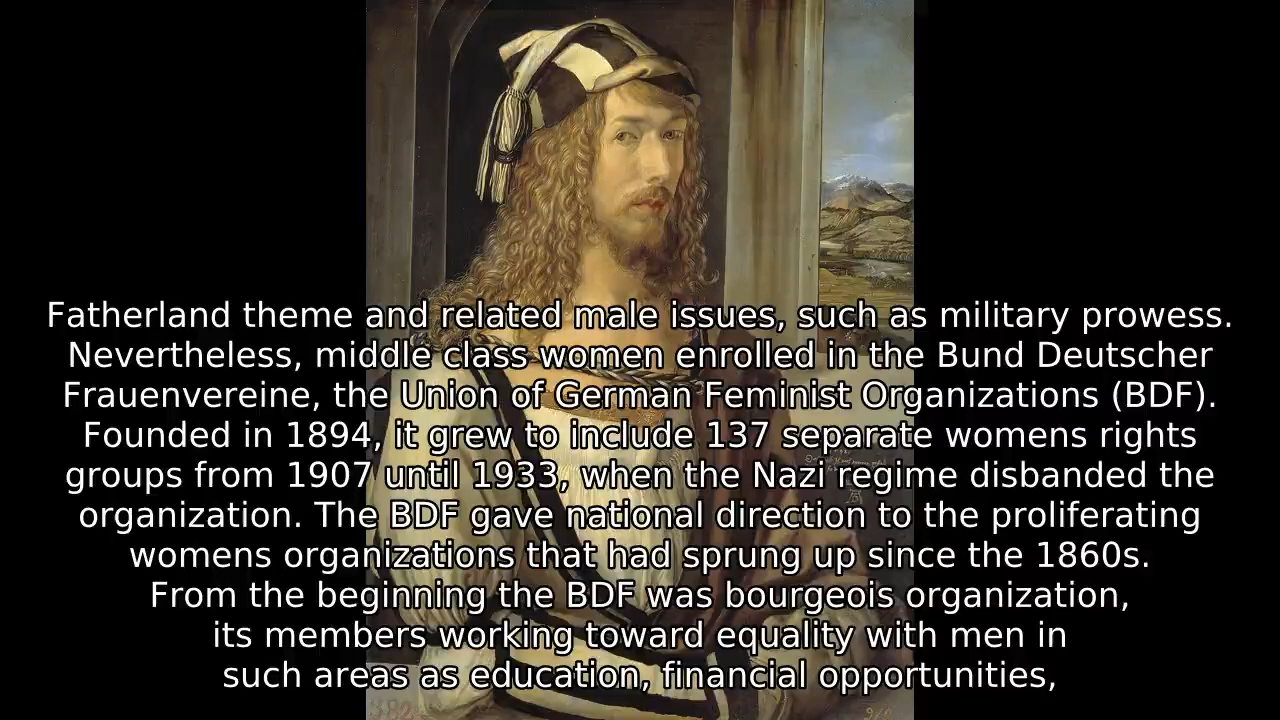 Fatherland theme and related male issues, such as military prowess.
Nevertheless, middle class women enrolled in the Bund Deutscher
Frauenvereine, the Union of German Feminist Organizations (BDF).
Founded in 1894, it grew to include 137 separate womens rights
groups from 1907 until 1933, when the Nazi regime disbanded the
organization. The BDF gave national direction to the proliferating
womens organizations that had sprung up since the 1860s.
From the beginning the BDF was bourgeois organization,
its members working toward equality with men in
such areas as education, financial opportunities,